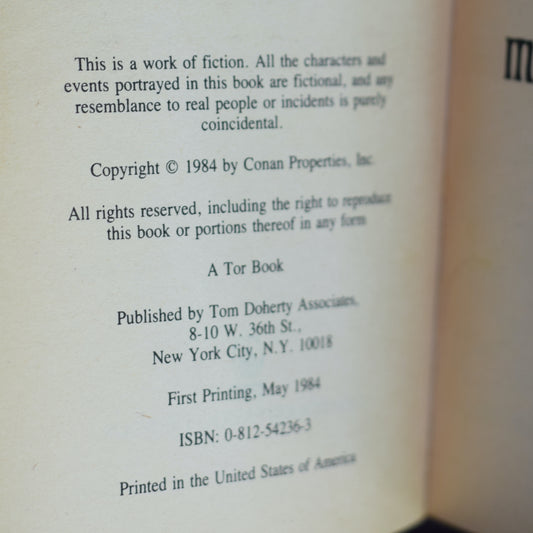 This is a work of fiction. All the characters and
events portrayed in this book are fictional, and any
resemblance to real people or incidents is purely
coincidental.
Copyright © 1984 by Conan Properties, Inc.
All rights reserved, including the right to reproduce
this book or portions thereof in any form
A Tor Book
Published by Tom Doherty Associates,
8-10 W. 36th St.,
New York City, N.Y. 10018
First Printing, May 1984
ISBN: 0-812-54236-3
Printed in the United States of America